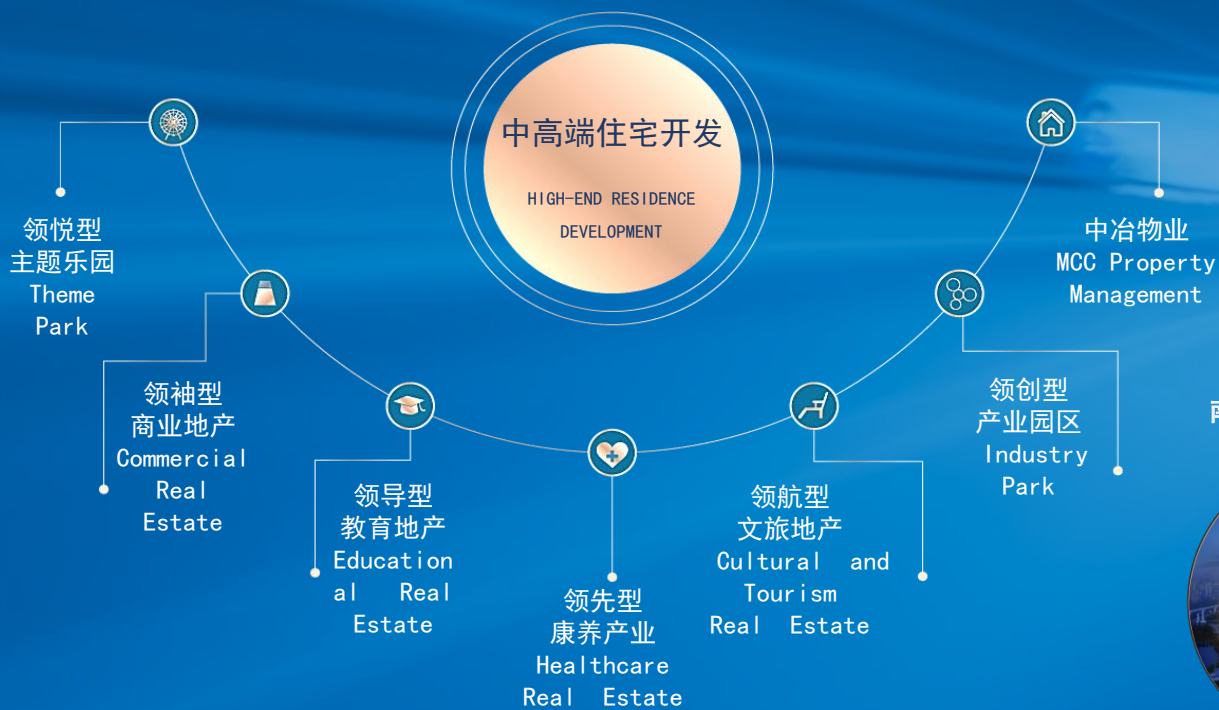 中高端住宅开发
HIGH-END RESIDENCE
DEVELOPMENT
领悦型
主题乐园
Theme
Park
领袖型
商业地产
Commercial
Real
Estate
领导型
教育地产
Education
al Real
Estate
领先型
康养产业
Healthcare
Real Estate
领航型
文旅地产
Cultural and
Tourism
Real Estate
领创型
产业园区
Industry
Park
中冶物业
MCC Property
Management